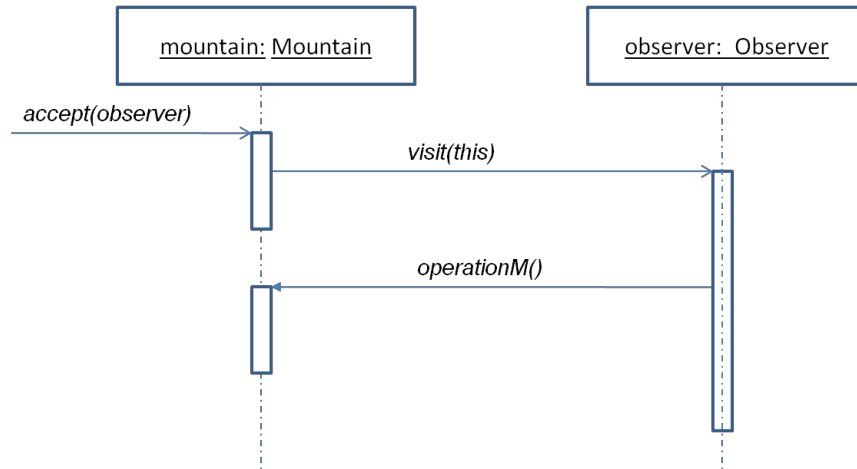 mountain: Mountain
observer:  Observer
accept(observer)
visit(this)
operationM()